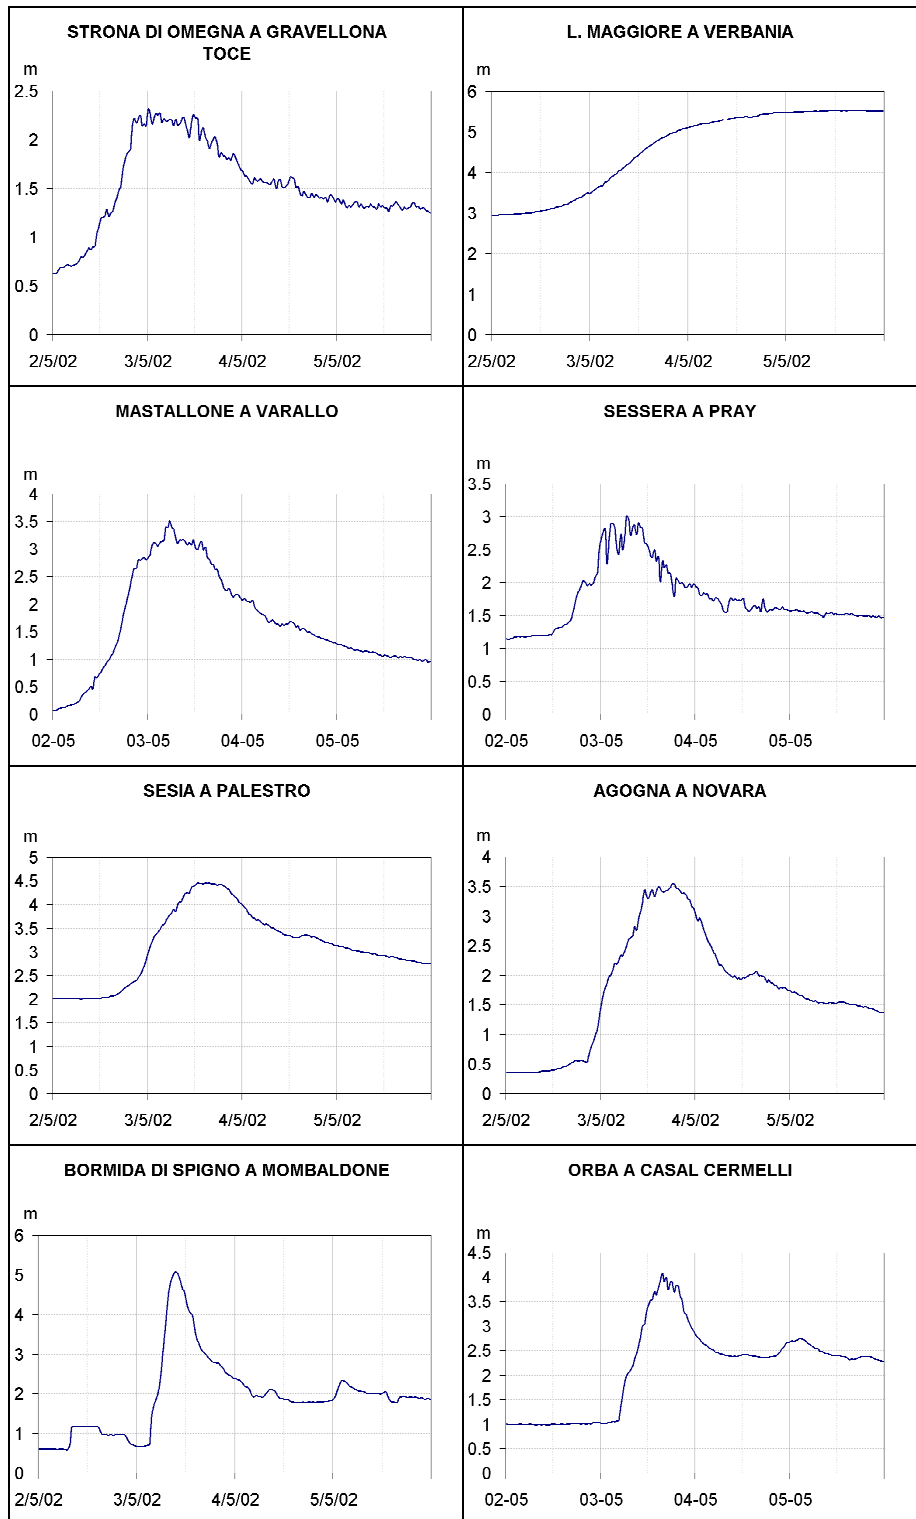 STRONA DI OMEGNA A GRAVELLONA
TOCE
m
2.5
2
1.5
1
0.5
0
2/5/02 3/5/02 4/5/02 5/5/02
L. MAGGIORE A VERBANIA
m
6
5
4
3
2
1
0
2/5/02 3/5/02 4/5/02 5/5/02
MASTALLONE A VARALLO
m
4
3.5
3
2.5
2
1.5
1
0.5
0
02-05 03-05 04-05 05-05
SESSERA A PRAY
m
3.5
3
2.5
2
1.5
1
0.5
0
02-05 03-05 04-05 05-05
SESIA A PALESTRO
m
5
4.5
4
3.5
3
2.5
2
1.5
1
0.5
0
2/5/02 3/5/02 4/5/02 5/5/02
AGOGNA A NOVARA
m
4
3.5
3
2.5
2
1.5
1
0.5
0
2/5/02 3/5/02 4/5/02 5/5/02
BORMIDA DI SPIGNO A MOMBALDONE
m
6
5
4
3
2
1
0
2/5/02 3/5/02 4/5/02 5/5/02
ORBA A CASAL CERMELLI
m
4.5
4
3.5
3
2.5
2
1.5
1
0.5
0
02-05 03-05 04-05 05-05